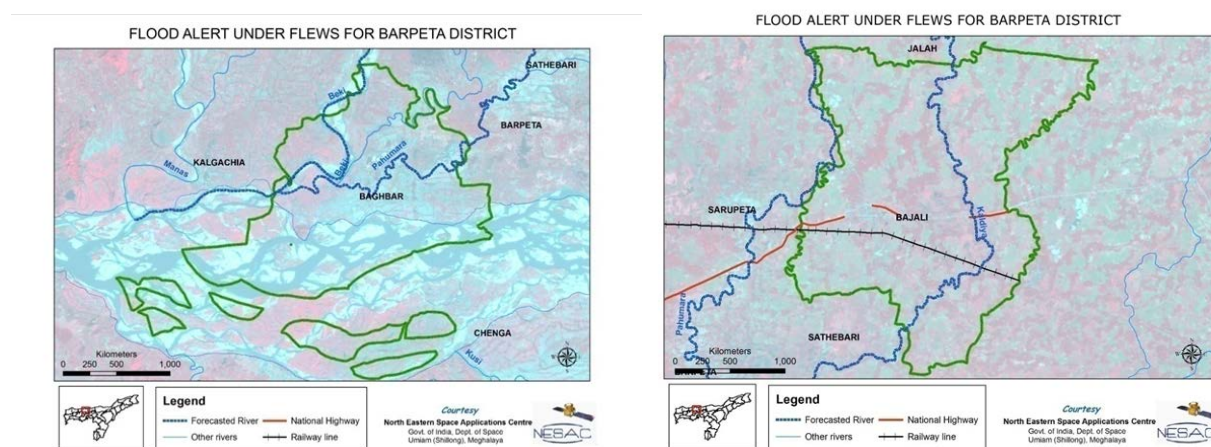 FLOOD ALERT UNDER FLEWS FOR BARPETA DISTRICT
SATHEBARI
Beki
BARPETA
Beki
Pahumara
KALGACHIA
Manas
BAGHBAR
CHENGA
Kusi
Kilometers
0 250 500 1,000
Legend
Forecasted River
National Highway
Other rivers
Railway line
Courtesy
North Eastern Space Applications Centre
Govt. of India, Dept. of Space
Umiam (Shillong), Meghalaya
NESAC
FLOOD ALERT UNDER FLEWS FOR BARPETA DISTRICT
JALAH
SARUPETA
BAJALI
Kaldiya
Pahumara
SATHEBARI
Kilometers
0 250 500 1,000
Legend
Forecasted River
National Highway
Other rivers
Railway line
Courtesy
North Eastern Space Applications Centre
Govt. of India, Dept. of Space
Umiam (Shillong), Meghalaya
NESAC